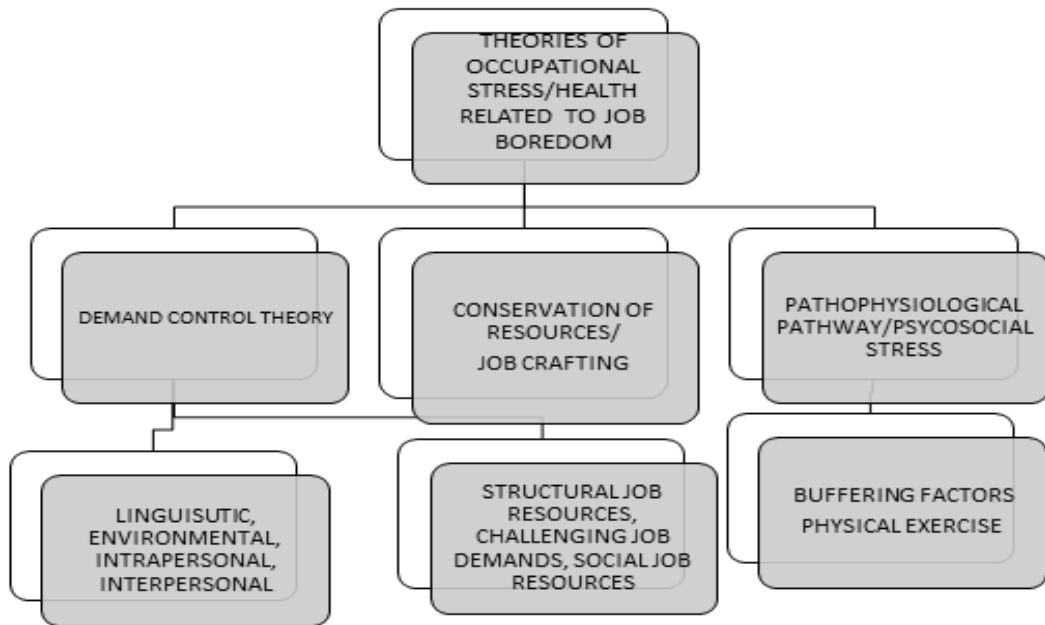 THEORIES OF
OCCUPATIONAL
STRESS/HEALTH
RELATED TO JOB
BOREDOM
DEMAND CONTROL THEORY
CONSERVATION OF
RESOURCES/
JOB CRAFTING
PATHOPHYSIOLOGICAL
PATHWAY/PSYCOSOCIAL
STRESS
LINGUISUTIC,
ENVIRONMENTAL,
INTRAPERSONAL,
INTERPERSONAL
STRUCTURAL JOB
RESOURCES,
CHALLENGING JOB
DEMANDS, SOCIAL JOB
RESOURCES
BUFFERING FACTORS
PHYSICAL EXERCISE